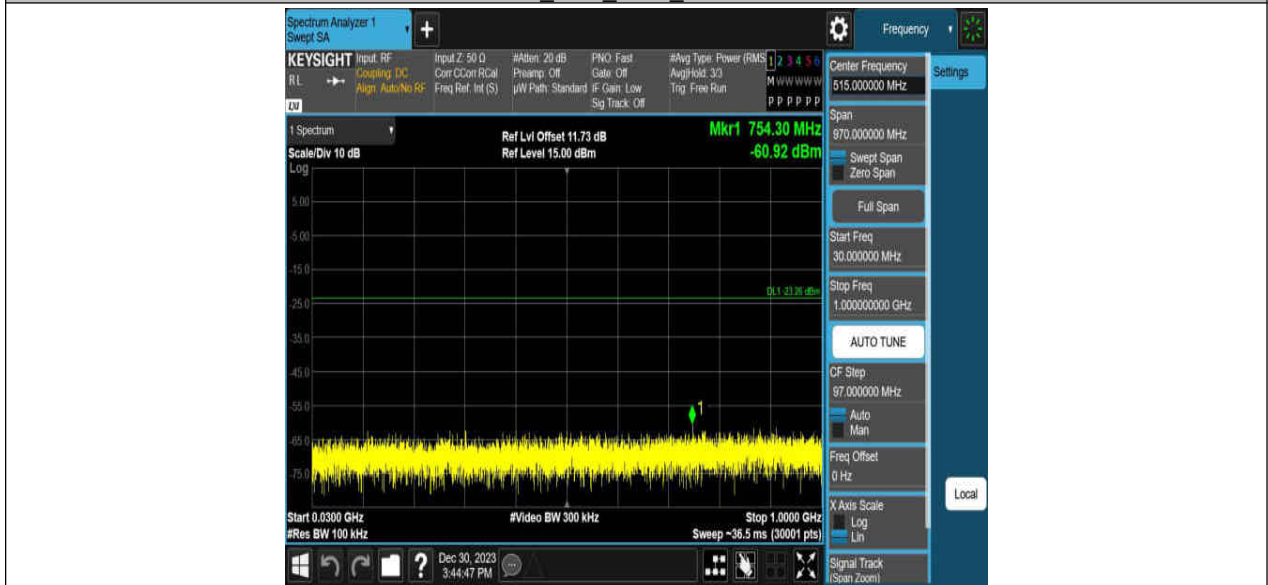 Spectrum Analyzer 1
Swept SA
+
Frequency
KEYSIGHT
RL
Input: RF
Coupling: DC
Align: Auto/No RF
Input Z: 50 Ω
Corr CCorr RCal
Freq Ref: Int (S)
#Atten: 20 dB
Preamp: Off
µW Path: Standard
PNO: Fast
Gate: Off
IF Gain: Low
Sig Track: Off
#Avg Type: Power (RMS
Avg|Hold: 3/3
Trig: Free Run
1 2 3 4 5 6
M W W W W W
P P P P P P
1 Spectrum
Scale/Div 10 dB
Log
Ref Lvl Offset 11.73 dB
Ref Level 15.00 dBm
Mkr1 754.30 MHz
-60.92 dBm
5.00
-5.00
-15.0
-25.0
-35.0
-45.0
-55.0
-65.0
-75.0
DL1 -23.26 dBm
1
Start 0.0300 GHz
#Res BW 100 kHz
#Video BW 300 kHz
Stop 1.0000 GHz
Sweep ~36.5 ms (30001 pts)
Center Frequency
515.000000 MHz
Span
970.000000 MHz
Swept Span
Zero Span
Full Span
Start Freq
30.000000 MHz
Stop Freq
1.000000000 GHz
AUTO TUNE
CF Step
97.000000 MHz
Auto
Man
Freq Offset
0 Hz
X Axis Scale
Log
Lin
Signal Track
(Span Zoom)
Settings
Local
?
Dec 30, 2023
3:44:47 PM